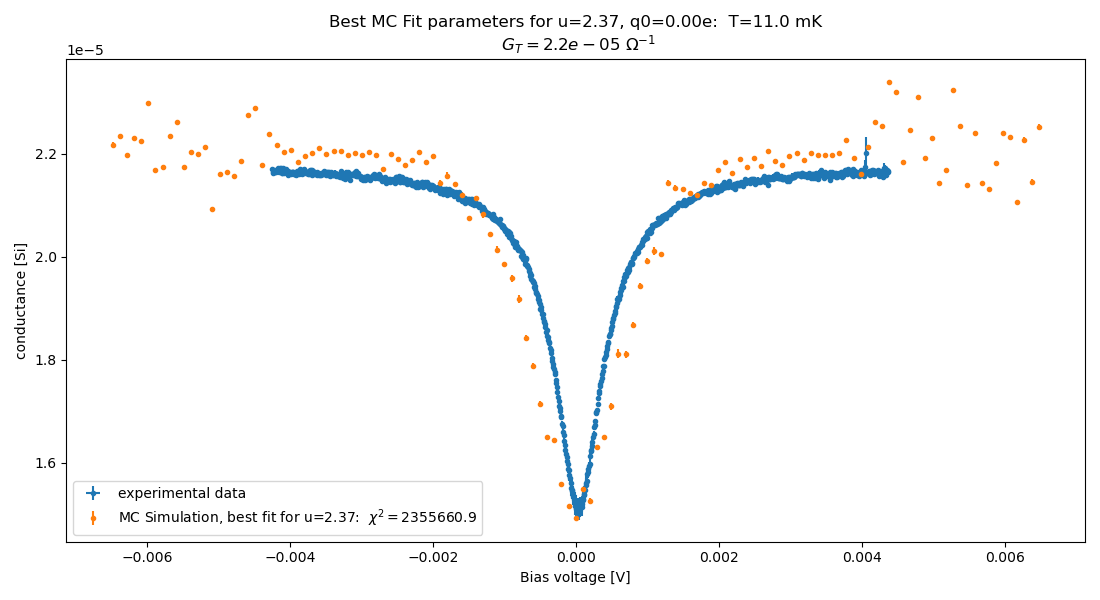 Best MC Fit parameters for u=2.37, q0=0.00e:  T=11.0 mK
$G_T = 2.2e-05\ \Omega^{-1}$
1e−5
2.2
2.0
1.8
1.6
conductance [Si]
experimental data
MC Simulation, best fit for u=2.37:  $\chi^2 = 2355660.9$
−0.006 −0.004 −0.002 0.000 0.002 0.004 0.006
Bias voltage [V]